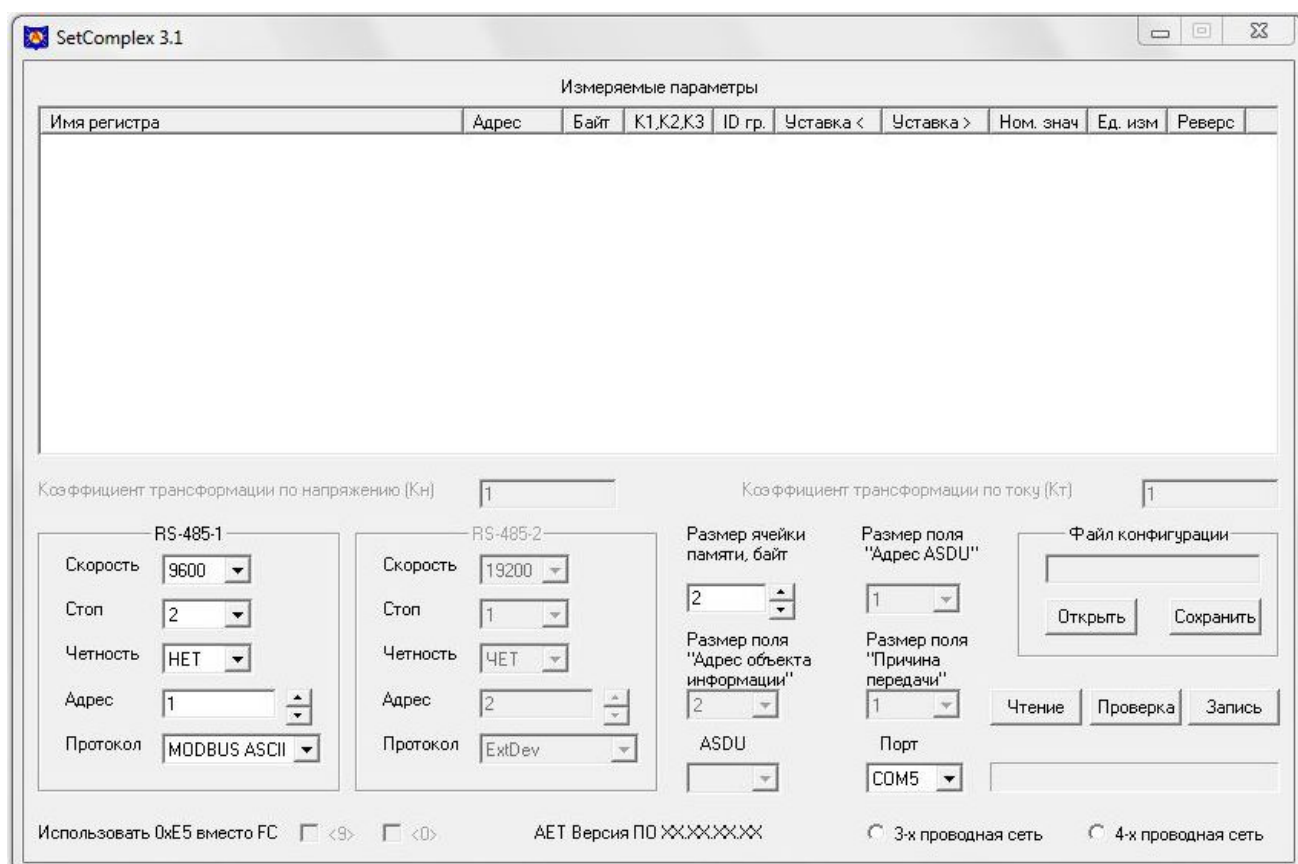 SetComplex 3.1
Измеряемые параметры
Имя регистра Адрес Байт К1,К2,К3 ID гр. Уставка < Уставка > Ном. знач Ед. изм Реверс
Коэффициент трансформации по напряжению (Кн) 1 Коэффициент трансформации по току (Кт) 1
RS-485-1
Скорость 9600
Стоп 2
Четность НЕТ
Адрес 1
Протокол MODBUS ASCII
RS-485-2
Скорость 19200
Стоп 1
Четность ЧЕТ
Адрес 2
Протокол ExtDev
Размер ячейки
памяти, байт
2
Размер поля
"Адрес объекта
информации"
2
ASDU
Размер поля
"Адрес ASDU"
1
Размер поля
"Причина
передачи"
1
Порт
COM5
Файл конфигурации
Открыть Сохранить
Чтение Проверка Запись
Использовать 0xE5 вместо FC <9> <0> АЕТ Версия ПО XX.XX.XX.XX 3-х проводная сеть 4-х проводная сеть